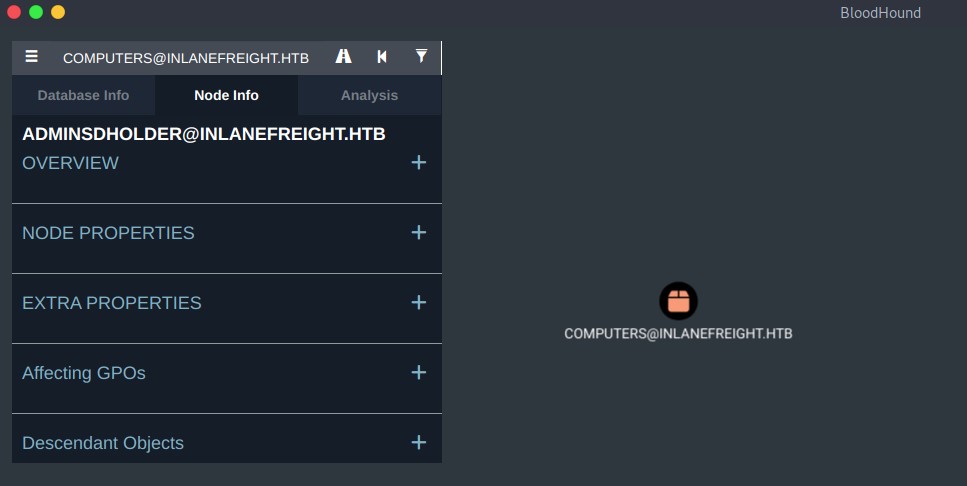 BloodHound
COMPUTERS@INLANEFREIGHT.HTB
Database Info Node Info Analysis
ADMINSDHOLDER@INLANEFREIGHT.HTB
OVERVIEW +
NODE PROPERTIES +
EXTRA PROPERTIES +
COMPUTERS@INLANEFREIGHT.HTB
Affecting GPOs +
Descendant Objects +